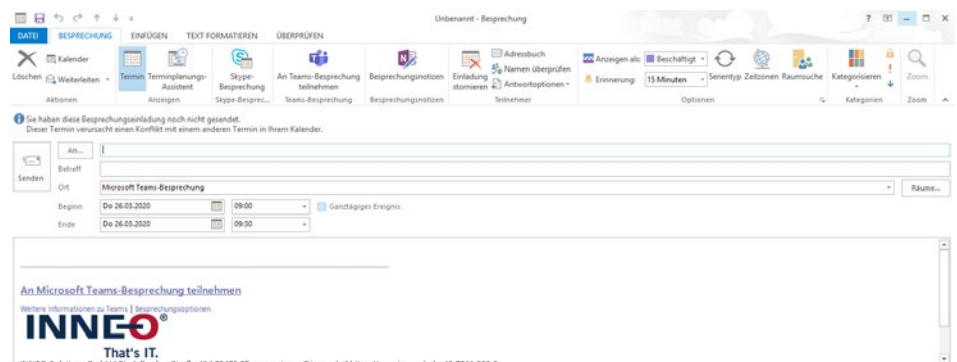 Unbenannt - Besprechung
DATEI BESPRECHUNG EINFÜGEN TEXT FORMATIEREN ÜBERPRÜFEN
Löschen
Kalender
Weiterleiten
Aktionen
Termin
Terminplanungs-
Assistent
Anzeigen
Skype-
Besprechung
Skype-Besprec...
An Teams-Besprechung
teilnehmen
Teams-Besprechung
Besprechungsnotizen
Besprechungsnotizen
Einladung
stornieren
Adressbuch
Namen überprüfen
Antwortoptionen
Teilnehmer
Anzeigen als: Beschäftigt
Erinnerung: 15 Minuten
Serientyp
Zeitzonen
Raumsuche
Optionen
Kategorisieren
Kategorien
Zoom
Zoom
Sie haben diese Besprechungseinladung noch nicht gesendet.
Dieser Termin verursacht einen Konflikt mit einem anderen Termin in Ihrem Kalender.
Senden
An...
Betreff
Ort Microsoft Teams-Besprechung Räume...
Beginn Do 26.03.2020 09:00 Ganztägiges Ereignis
Ende Do 26.03.2020 09:30
An Microsoft Teams-Besprechung teilnehmen
Weitere Informationen zu Teams | Besprechungsoptionen
INNEO®
That's IT.